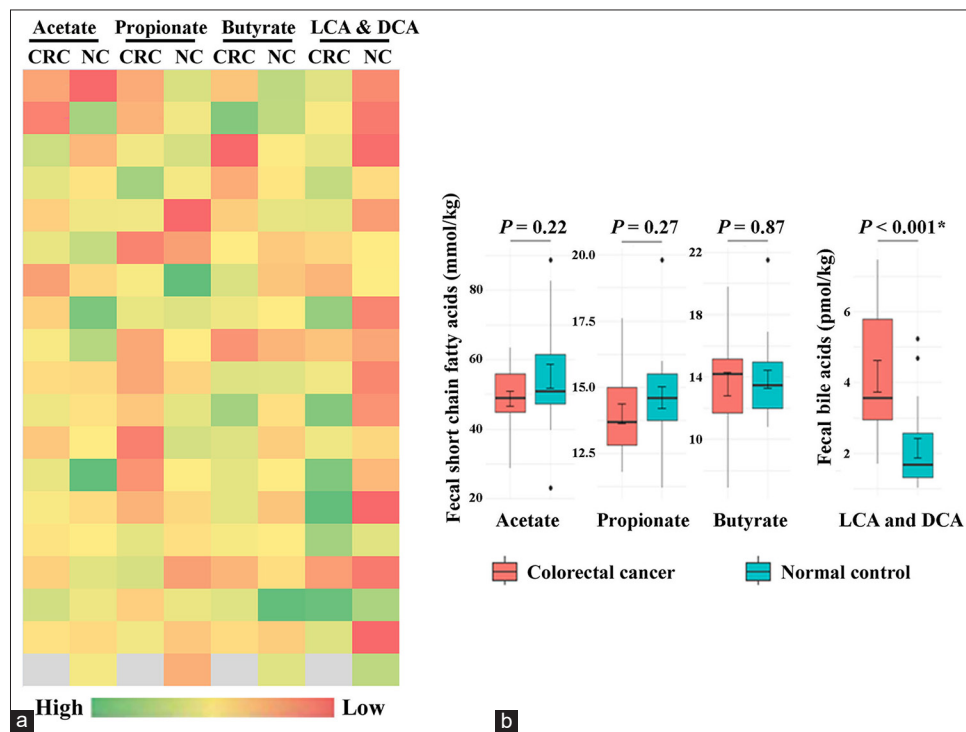 Acetate Propionate Butyrate LCA & DCA
CRC NC CRC NC CRC NC CRC NC
High Low
a
Fecal short chain fatty acids (mmol/kg)
P = 0.22 P = 0.27 P = 0.87
80
60
40
20
20.0
17.5
15.0
12.5
22
18
14
10
Acetate Propionate Butyrate
Fecal bile acids (pmol/kg)
P < 0.001*
6
4
2
LCA and DCA
Colorectal cancer Normal control
b